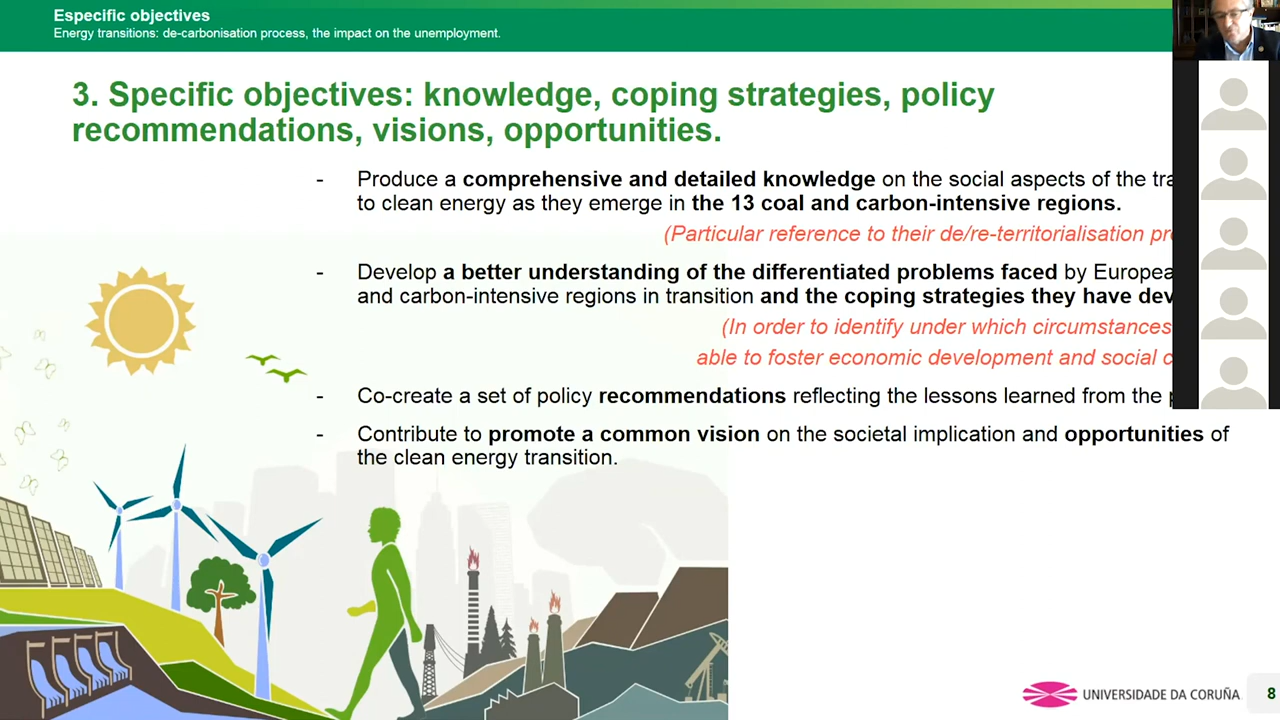 Especific objectives
Energy transitions: de-carbonisation process, the impact on the unemployment.
3. Specific objectives: knowledge, coping strategies, policy
recommendations, visions, opportunities.
- Produce a comprehensive and detailed knowledge on the social aspects of the
to clean energy as they emerge in the 13 coal and carbon-intensive regions.
(Particular reference to their de/re-territorialisation
- Develop a better understanding of the differentiated problems faced by
and carbon-intensive regions in transition and the coping strategies they have
(In order to identify under which circumstances
able to foster economic development and social
- Co-create a set of policy recommendations reflecting the lessons learned from the
- Contribute to promote a common vision on the societal implication and opportunities of
the clean energy transition.
UNIVERSIDADE DA CORUÑA
8